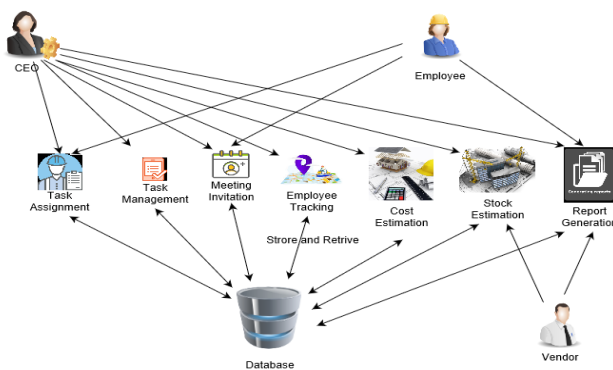 CEO
Employee
Task
Assignment
Task
Management
Meeting
Invitation
Employee
Tracking
Cost
Estimation
Stock
Estimation
Report
Generation
Strore and Retrive
Database
Vendor